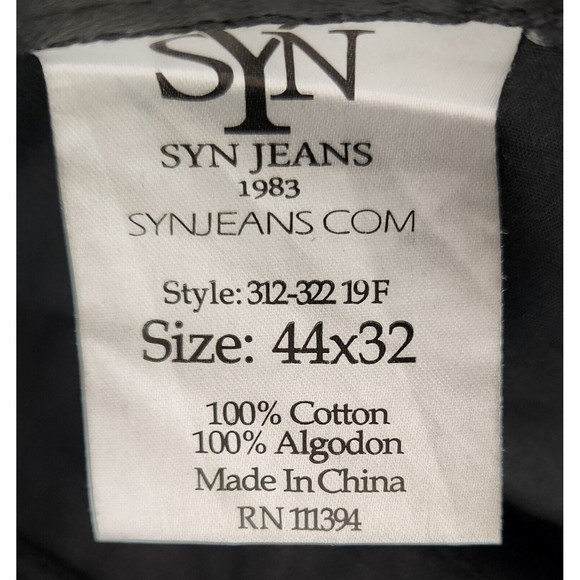 SYN
SYN JEANS
1983
SYNJEANS COM
Style: 312-322 19F
Size: 44x32
100% Cotton
100% Algodon
Made In China
RN 111394